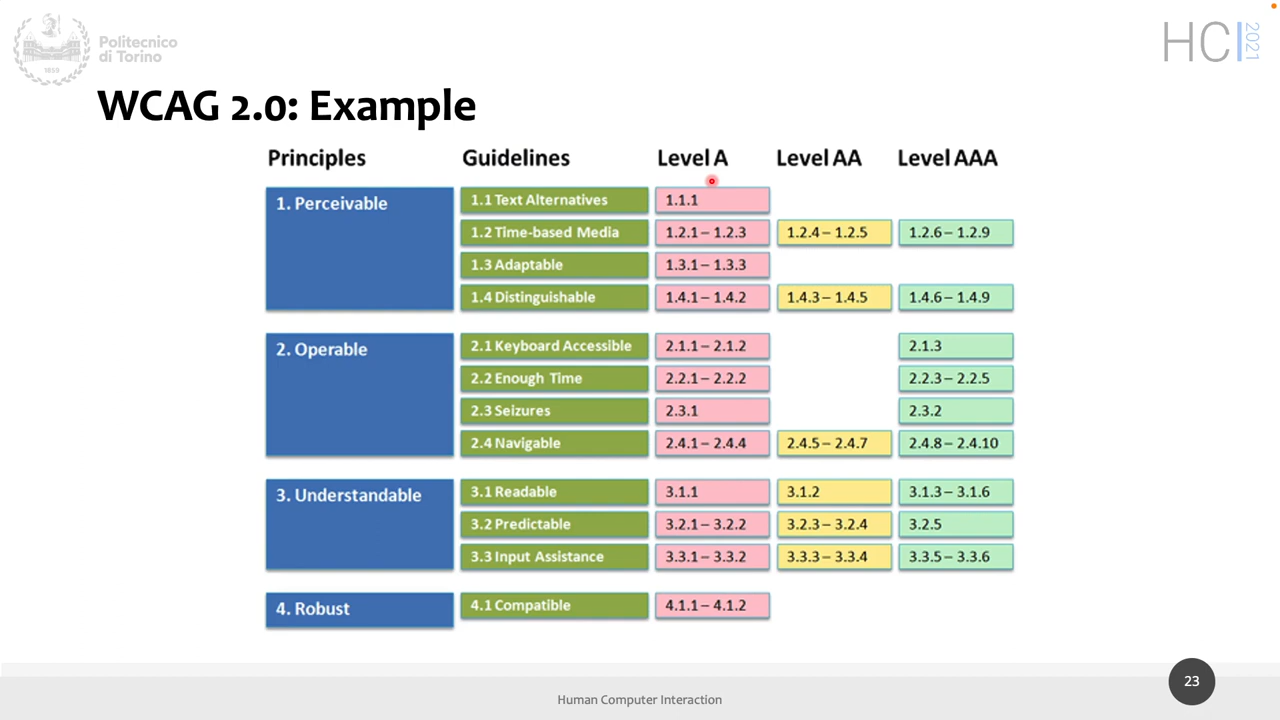 Politecnico
di Torino
1859
HCI 2021
WCAG 2.0: Example
Principles Guidelines Level A Level AA Level AAA
1. Perceivable 1.1 Text Alternatives 1.1.1
1.2 Time-based Media 1.2.1 – 1.2.3 1.2.4 – 1.2.5 1.2.6 – 1.2.9
1.3 Adaptable 1.3.1 – 1.3.3
1.4 Distinguishable 1.4.1 – 1.4.2 1.4.3 – 1.4.5 1.4.6 – 1.4.9
2. Operable 2.1 Keyboard Accessible 2.1.1 – 2.1.2 2.1.3
2.2 Enough Time 2.2.1 – 2.2.2 2.2.3 – 2.2.5
2.3 Seizures 2.3.1 2.3.2
2.4 Navigable 2.4.1 – 2.4.4 2.4.5 – 2.4.7 2.4.8 – 2.4.10
3. Understandable 3.1 Readable 3.1.1 3.1.2 3.1.3 – 3.1.6
3.2 Predictable 3.2.1 – 3.2.2 3.2.3 – 3.2.4 3.2.5
3.3 Input Assistance 3.3.1 – 3.3.2 3.3.3 – 3.3.4 3.3.5 – 3.3.6
4. Robust 4.1 Compatible 4.1.1 – 4.1.2
Human Computer Interaction
23